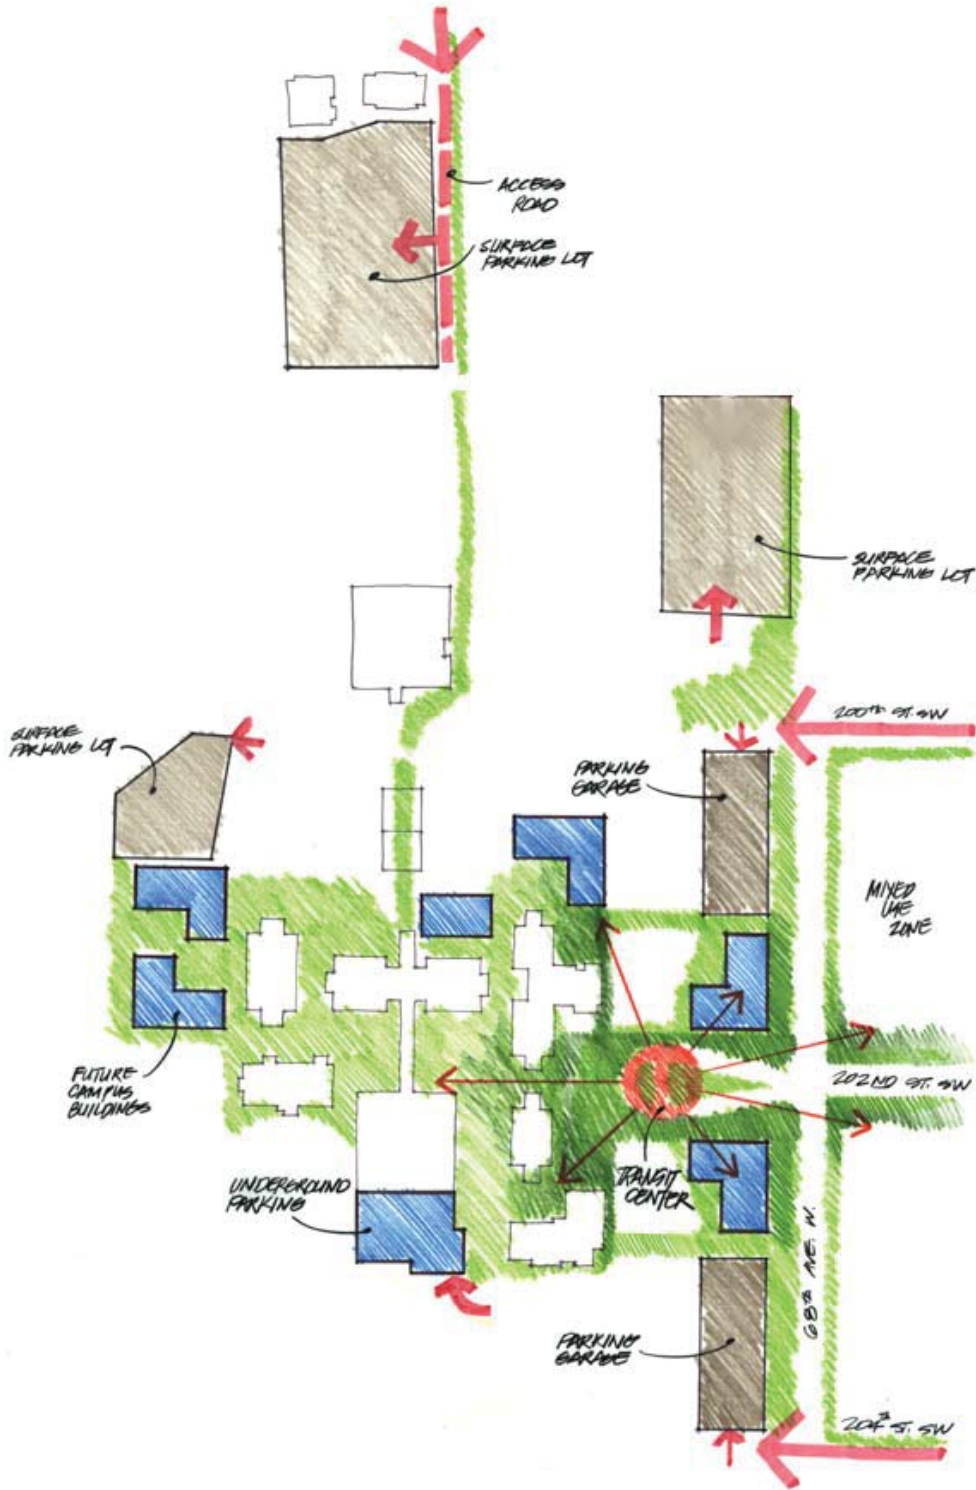 ACCESS
ROAD
SURFACE
PARKING LOT
SURFACE
PARKING LOT
200TH ST. SW
SURFACE
PARKING LOT
PARKING
GARAGE
MIXED
USE
ZONE
FUTURE
CAMPUS
BUILDINGS
202ND ST. SW
UNDERGROUND
PARKING
TRANSIT
CENTER
68TH AVE. W.
PARKING
GARAGE
204TH ST. SW